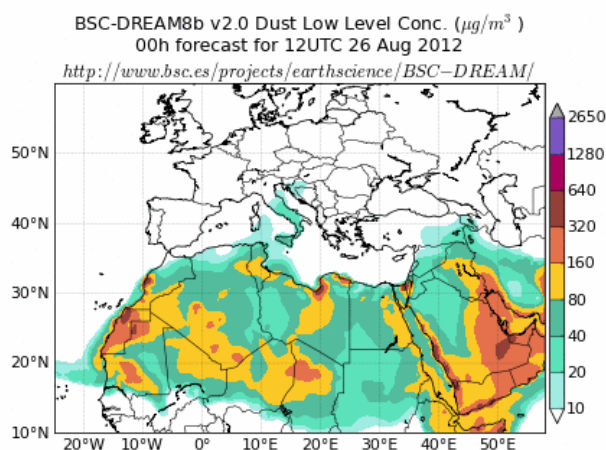 BSC-DREAM8b v2.0 Dust Low Level Conc. (μg/m³ )
00h forecast for 12UTC 26 Aug 2012
http://www.bsc.es/projects/earthscience/BSC−DREAM/
50°N
40°N
30°N
20°N
10°N
20°W 10°W 0° 10°E 20°E 30°E 40°E 50°E
2650
1280
640
320
160
80
40
20
10